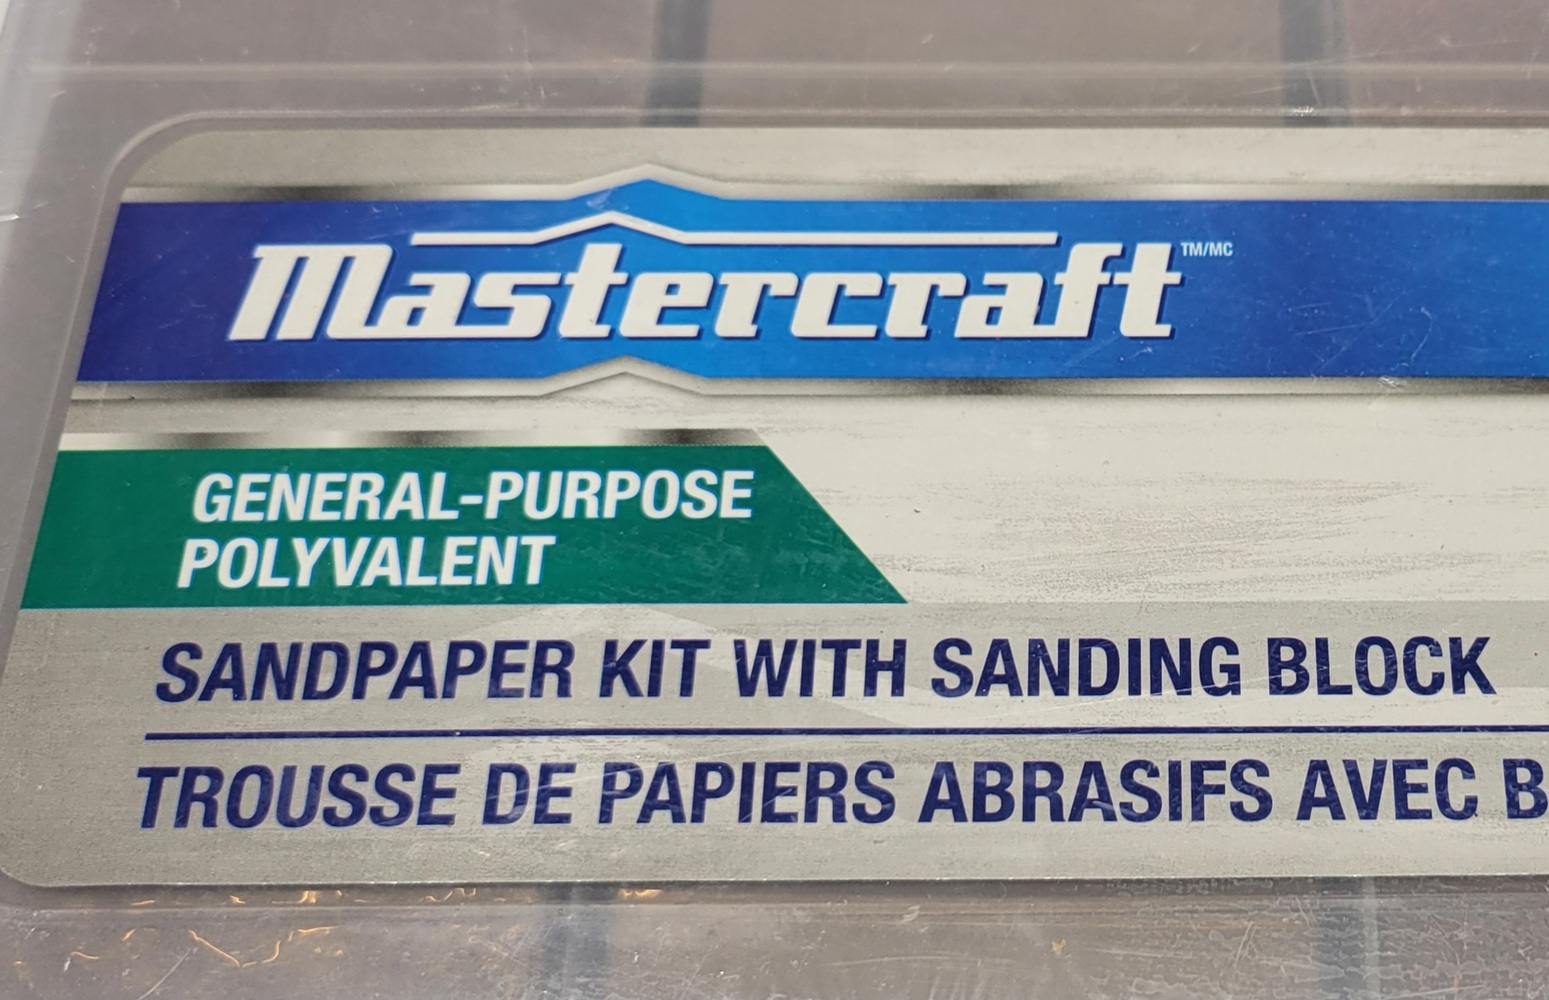 Mastercraft TM/MC
GENERAL-PURPOSE
POLYVALENT
SANDPAPER KIT WITH SANDING BLOCK
TROUSSE DE PAPIERS ABRASIFS AVEC B